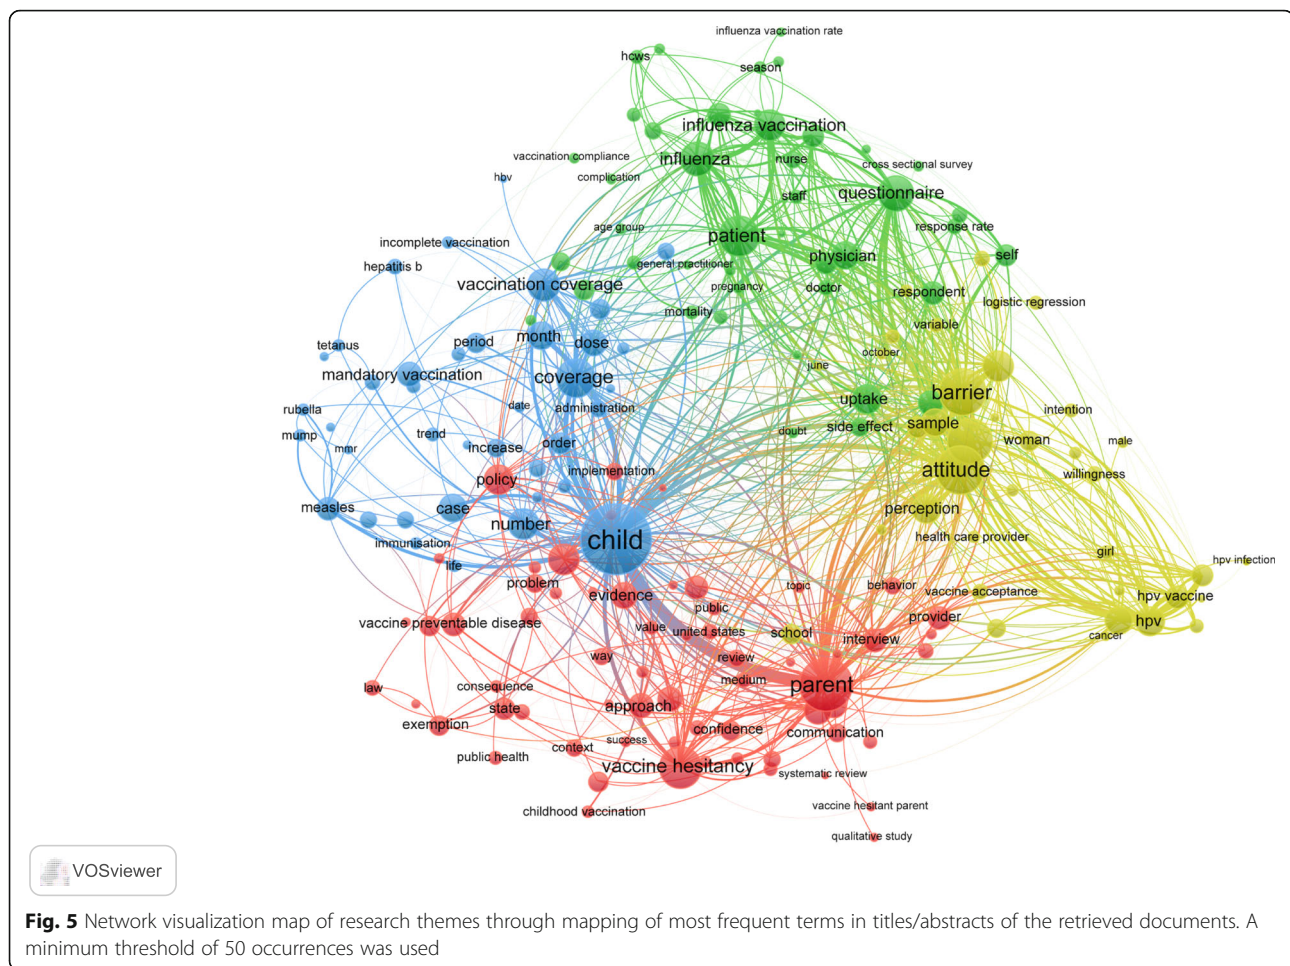 influenza vaccination rate
hcws
season
influenza vaccination
vaccination compliance
influenza
nurse
cross sectional survey
hbv
complication
staff
questionnaire
age group
patient
response rate
incomplete vaccination
general practitioner
physician
self
hepatitis b
vaccination coverage
pregnancy
doctor
respondent
logistic regression
mortality
variable
tetanus
period
month
dose
october
mandatory vaccination
coverage
june
barrier
rubella
date
administration
uptake
intention
mump
mmr
trend
increase
order
doubt
side effect
sample
woman
male
policy
implementation
attitude
willingness
measles
case
number
perception
immunisation
child
health care provider
girl
hpv infection
life
problem
evidence
topic
behavior
vaccine acceptance
hpv vaccine
vaccine preventable disease
value
public
united states
school
provider
interview
cancer
hpv
way
review
law
consequence
medium
parent
exemption
state
approach
confidence
communication
public health
context
success
vaccine hesitancy
systematic review
childhood vaccination
vaccine hesitant parent
qualitative study
VOSviewer
Fig. 5 Network visualization map of research themes through mapping of most frequent terms in titles/abstracts of the retrieved documents. A
minimum threshold of 50 occurrences was used